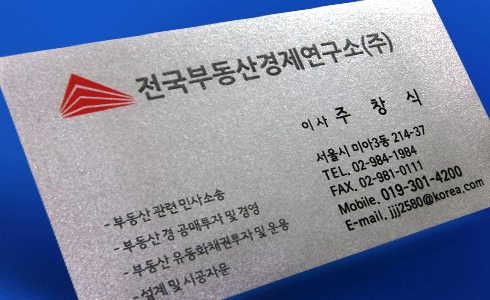 전국부동산경제연구소(주)
이사 주 창 식
서울시 미아3동 214-37
TEL. 02-984-1984
FAX. 02-981-0111
Mobile. 019-301-4200
E-mail. jjj2580@korea.com
- 부동산 관련 민사소송
- 부동산 경 공매투자 및 경영
- 부동산 유동화채권투자 및 운용
- 설계 및 시공자문